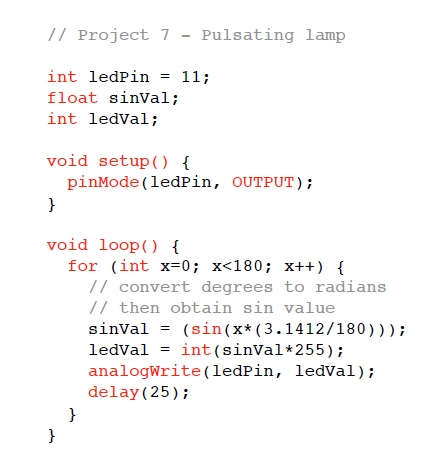 // Project 7 - Pulsating lamp
int ledPin = 11;
float sinVal;
int ledVal;
void setup() {
pinMode(ledPin, OUTPUT);
}
void loop() {
for (int x=0; x<180; x++) {
// convert degrees to radians
// then obtain sin value
sinVal = (sin(x*(3.1412/180)));
ledVal = int(sinVal*255);
analogWrite(ledPin, ledVal);
delay(25);
}
}